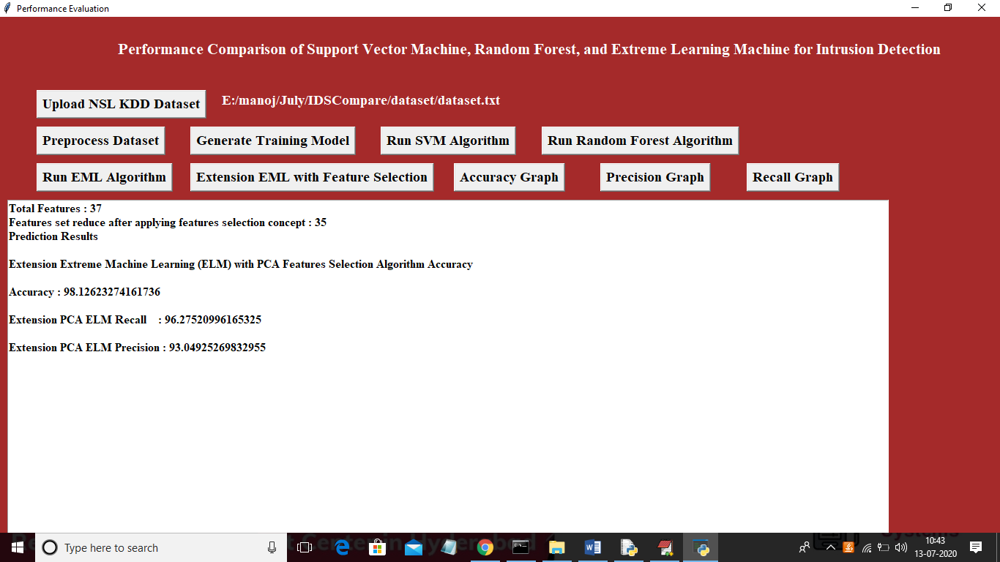 Performance Evaluation
Performance Comparison of Support Vector Machine, Random Forest, and Extreme Learning Machine for Intrusion Detection
Upload NSL KDD Dataset E:/manoj/July/IDSCompare/dataset/dataset.txt
Preprocess Dataset Generate Training Model Run SVM Algorithm Run Random Forest Algorithm
Run EML Algorithm Extension EML with Feature Selection Accuracy Graph Precision Graph Recall Graph
Total Features : 37
Features set reduce after applying features selection concept : 35
Prediction Results
Extension Extreme Machine Learning (ELM) with PCA Features Selection Algorithm Accuracy
Accuracy : 98.12623274161736
Extension PCA ELM Recall : 96.27520996165325
Extension PCA ELM Precision : 93.04925269832955
Systems
Type here to search
10:43
13-07-2020